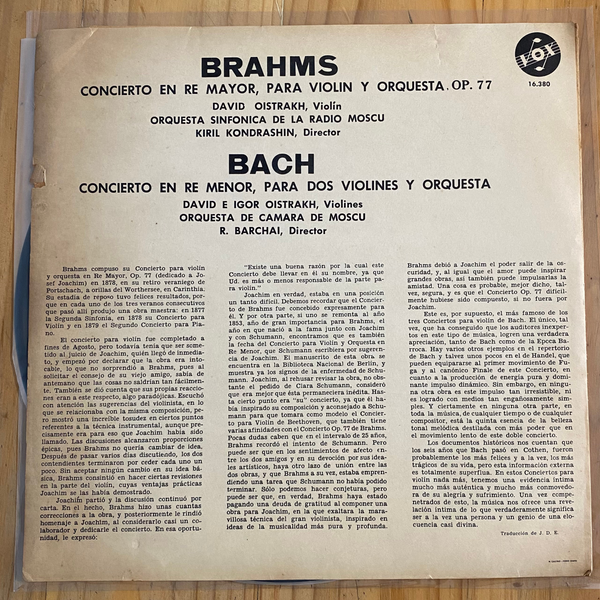 BRAHMS
CONCIERTO EN RE MAYOR, PARA VIOLIN Y ORQUESTA. OP. 77
DAVID OISTRAKH, Violín
ORQUESTA SINFONICA DE LA RADIO MOSCU
KIRIL KONDRASHIN, Director
VOX
16.380
BACH
CONCIERTO EN RE MENOR, PARA DOS VIOLINES Y ORQUESTA
DAVID E IGOR OISTRAKH, Violines
ORQUESTA DE CAMARA DE MOSCU
R. BARCHAI, Director
Brahms compuso su Concierto para violín
y orquesta en Re Mayor, Op. 77 (dedicado a Jo-
sef Joachim) en 1878, en su retiro veraniego de
Portschach, a orillas del Worthersee, en Carinthia.
Su estadía de reposo tuvo felices resultados, por-
que en cada uno de los tres veranos consecutivos
que pasó allí produjo una obra maestra: en 1877
la Segunda Sinfonía, en 1878 su Concierto para
Violín y en 1879 el Segundo Concierto para Pia-
no.
El concierto para violín fue completado a
fines de Agosto, pero todavía tenía que ser some-
tido al juicio de Joachim, quien llegó de inmedia-
to, y empezó por declarar que la obra era into-
cable, lo que no sorprendió a Brahms, pues al
solicitar el consejo de su viejo amigo, sabía de
antemano que las cosas no saldrían tan fácilmen-
te. También se dió cuenta que sus propias reaccio-
nes eran a este respecto, algo paradójicas. Escuchó
con atención las sugerencias del violinista, en lo
que se relacionaba con la misma composición, pe-
ro mostró una increíble tozudez en ciertos puntos
referentes a la técnica instrumental, aunque pre-
cisamente era para eso que Joachim había sido
llamado. Las discusiones alcanzaron proporciones
épicas, pues Brahms no quería cambiar de idea.
Después de pasar varios días discutiendo, los dos
contendientes terminaron por ceder cada uno un
poco. Sin aceptar ningún cambio en su idea bá-
sica, Brahms consintió en hacer ciertas revisiones
en la parte del violín, cuyas ventajas prácticas
Joachim se las había demostrado.
Joachim partió y la discusión continuó por
carta. En el hecho, Brahms hizo unas cuantas
correcciones a la obra, y posteriormente le rindió
homenaje a Joachim, al considerarlo casi un co-
laborador y dedicarle el concierto. En esa oportu-
nidad, le expresó:
"Existe una buena razón por la cual este
Concierto debe llevar en él su nombre, ya que
Ud. es más o menos responsable de la parte pa-
ra violín."
Joachim en verdad, estaba en una posición
un tanto difícil. Debemos recordar que el Concier-
to de Brahms fue concebido expresamente para
él. Y por otra parte, si uno se remonta al año
1853, año de gran importancia para Brahms, el
año en que nació a la fama junto con Joachim
y con Schumann, encontramos que es también
la fecha del Concierto para Violín y Orquesta en
Re Menor, que Schumann escribiera por sugeren-
cia de Joachim. El manuscrito de esta obra se
encuentra en la Biblioteca Nacional de Berlín, y
muestra ya los signos de la enfermedad de Schu-
mann. Joachim, al rehusar revisar la obra, no obs-
tante el pedido de Clara Schumann, consideró
que era mejor que ésta permaneciera inédita. Has-
ta cierto punto era "su" concierto, ya que él ha-
bía inspirado su composición y aconsejado a Schu-
mann para que tomara como modelo el Concier-
to para Violín de Beethoven, que también tiene
varias afinidades con el Concierto Op. 77 de Brahms.
Pocas dudas caben que en el intervalo de 25 años,
Brahms recordó el intento de Schumann. Pero
puede ser que en los sentimientos de afecto en-
tre los dos amigos y en su devoción por sus idea-
les artísticos, haya otro lazo de unión entre las
dos obras, y que Brahms a su vez, estaba empren-
diendo una tarea que Schumann no había podido
terminar. Sólo podemos hacer conjeturas, pero
puede ser que, en verdad, Brahms haya estado
pagando una deuda de gratitud al componer una
obra para Joachim, en la que exaltara la mara-
villosa técnica del gran violinista, inspirado en
ideas de la musicalidad más pura y profunda.
Brahms debió a Joachim el poder salir de la os-
curidad, y, al igual que el amor puede inspirar
grandes obras, así también puede impulsarlas la
amistad. Una cosa es probable, mejor dicho, tal-
vez, segura, y es que el Concierto Op. 77 difícil-
mente hubiese sido compuesto, si no fuera por
Joachim.
Este es, por supuesto, el más famoso de los
tres Conciertos para violín de Bach. El único, tal
vez, que ha conseguido que los auditores inexper-
tos en este tipo de música, logren una verdadera
apreciación, tanto de Bach como de la Epoca Ba-
rroca. Hay varios otros ejemplos en el repertorio
de Bach y talves unos pocos en el de Handel, que
pueden equipararse al primer movimiento de Fu-
ga y al canónico Finale de este Concierto, en
cuanto a la producción de energía pura y domi-
nante impulso dinámico. Sin embargo, en ningu-
na otra obra es este impulso tan irresistible, ni
es logrado con medios tan engañosamente sim-
ples. Y ciertamente en ninguna otra parte, en
toda la música, de cualquier tiempo o de cualquier
compositor, está la quinta esencia de la belleza
tonal melódica destilada con más poder que en
el movimiento lento de este doble concierto.
Los documentos históricos nos cuentan que
los seis años que Bach pasó en Cothen, fueron
probablemente los más felices y a la vez, los más
trágicos de su vida, pero esta información externa
es totalmente superflua. En estos Conciertos para
violín nada más, tenemos una evidencia íntima
mucho más auténtica y mucho más conmovedo-
ra de su alegría y sufrimiento. Una vez compe-
netrados de esto, la música nos ofrece una reve-
lación íntima de lo que verdaderamente significa
ser a la vez una persona y un genio de una elo-
cuencia casi divina.
Traducción de J. D. E.